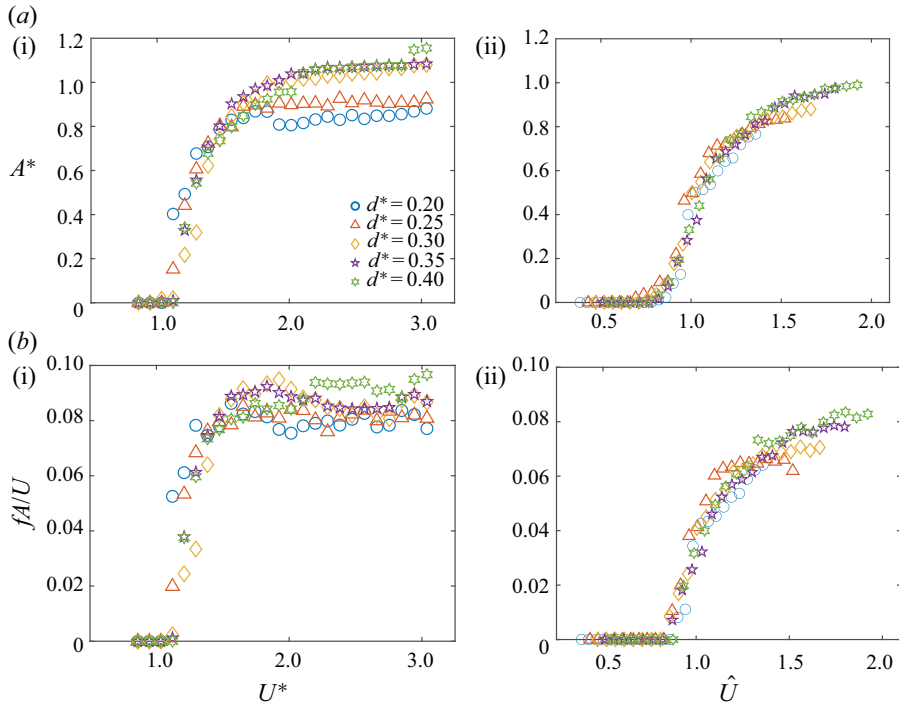 (a)
(i)
(ii)
1.2
1.0
0.8
0.6
0.4
0.2
0
A*
d* = 0.20
d* = 0.25
d* = 0.30
d* = 0.35
d* = 0.40
1.0 2.0 3.0
1.2
1.0
0.8
0.6
0.4
0.2
0
0.5 1.0 1.5 2.0
(b)
(i)
(ii)
0.10
0.08
0.06
0.04
0.02
0
fA/U
1.0 2.0 3.0
U*
0.10
0.08
0.06
0.04
0.02
0
0.5 1.0 1.5 2.0
Û